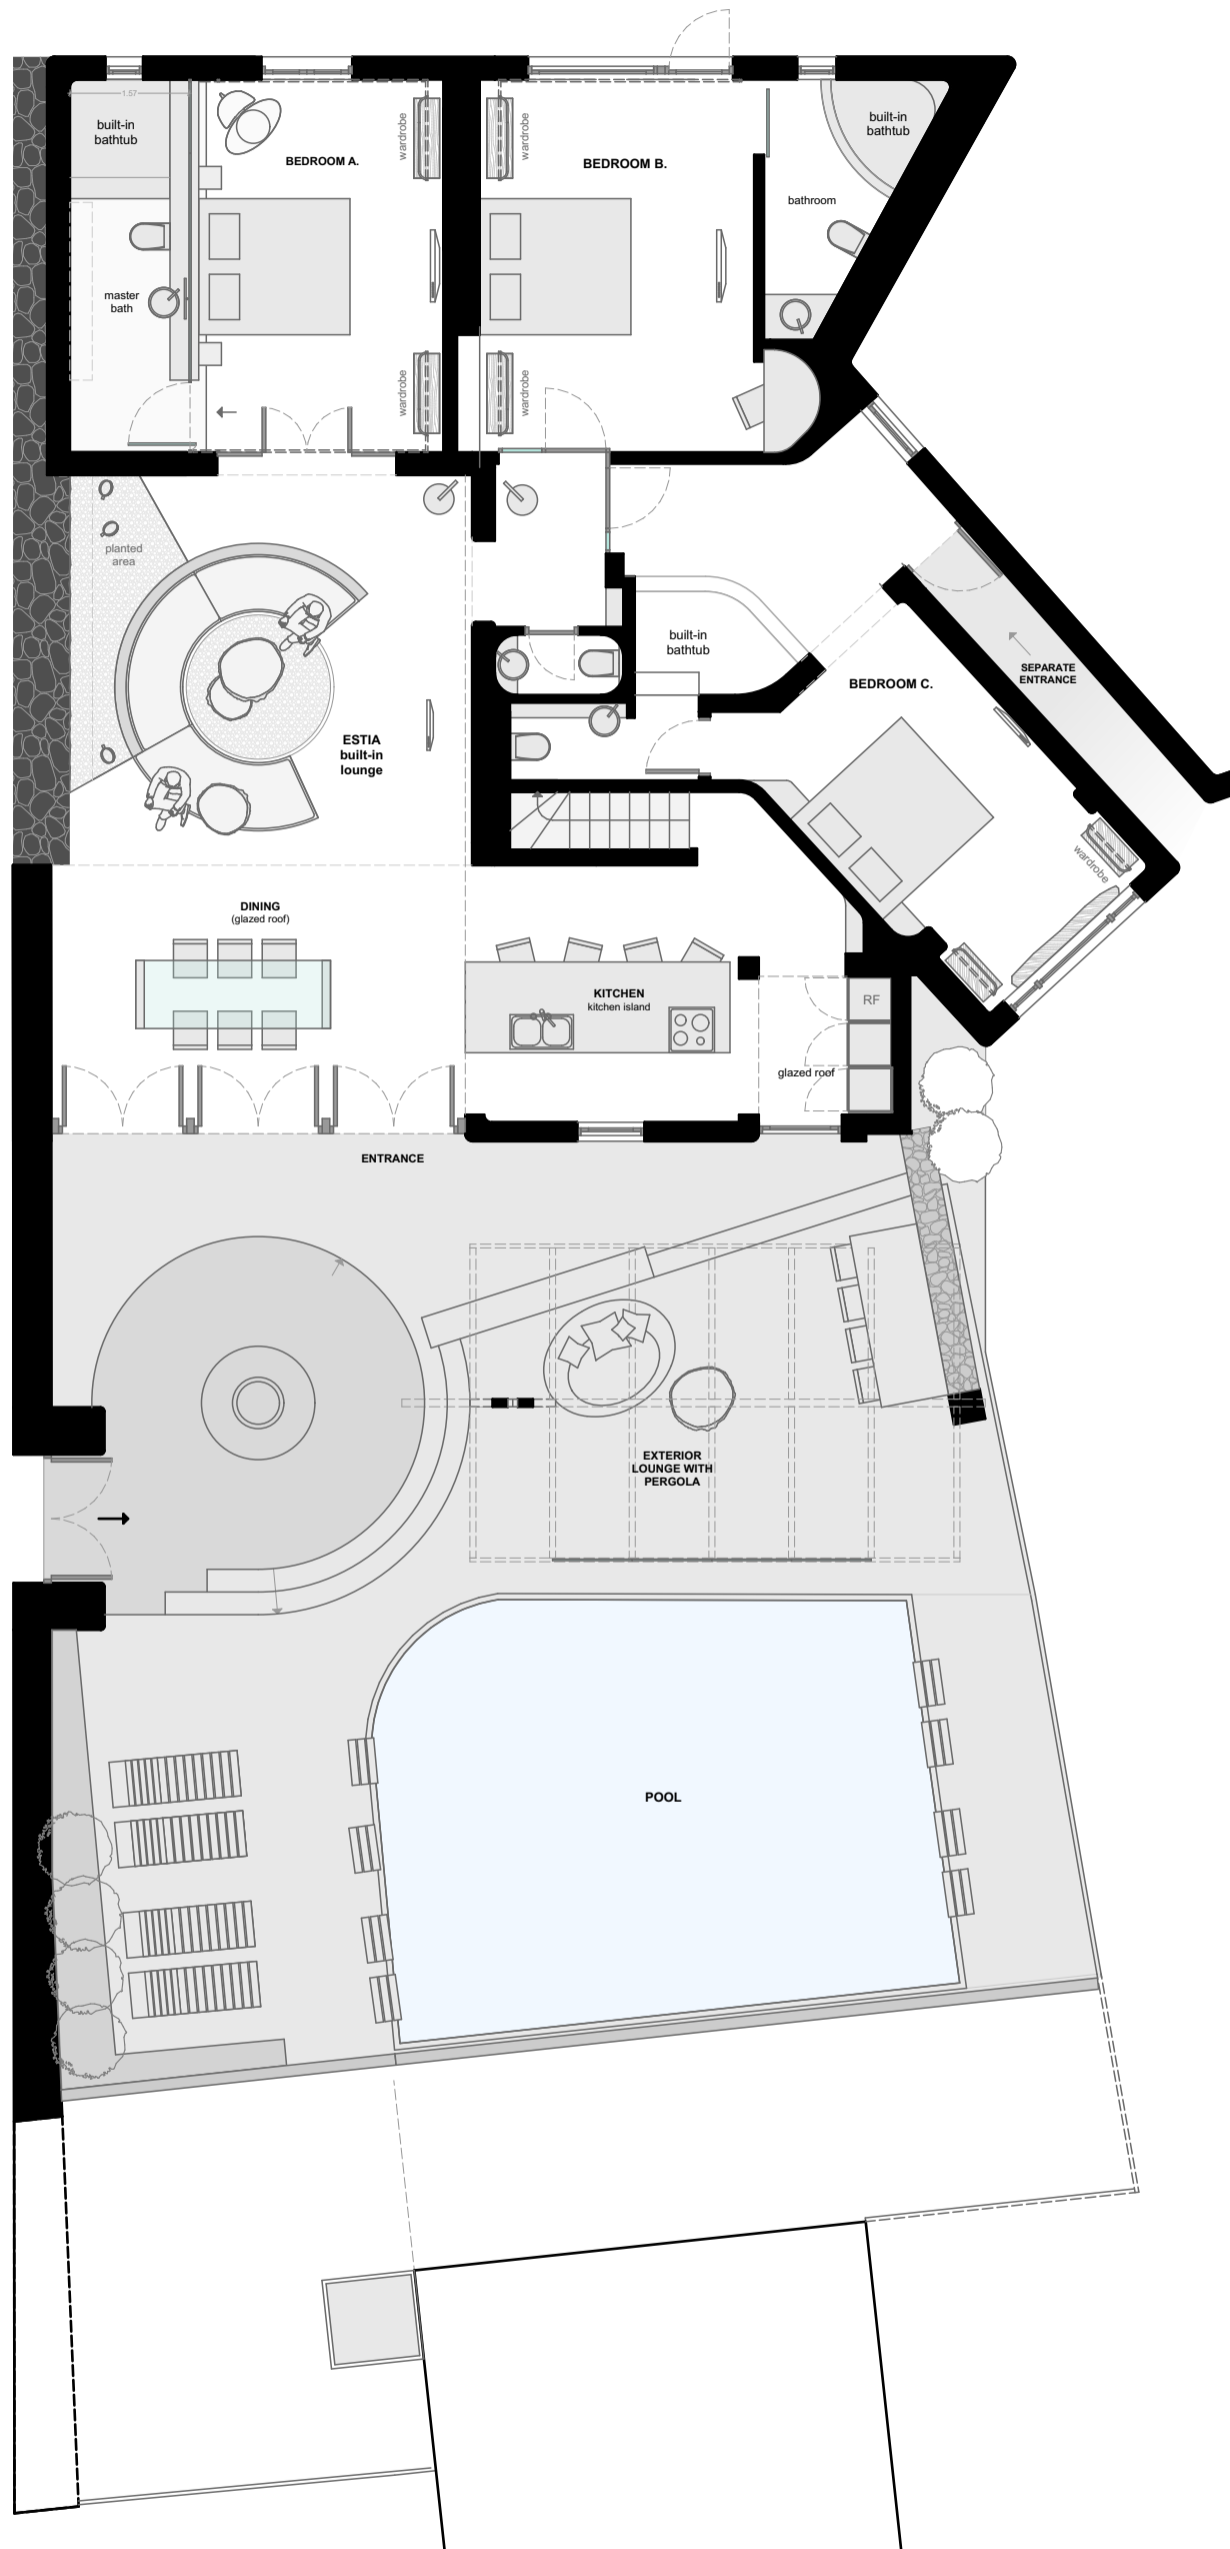 1.57
built-in
bathtub
BEDROOM A.
wardrobe
wardrobe
BEDROOM B.
built-in
bathtub
bathroom
master
bath
wardrobe
wardrobe
planted
area
built-in
bathtub
SEPARATE
ENTRANCE
BEDROOM C.
ESTIA
built-in
lounge
wardrobe
DINING
(glazed roof)
KITCHEN
kitchen island
RF
glazed roof
ENTRANCE
EXTERIOR
LOUNGE WITH
PERGOLA
POOL